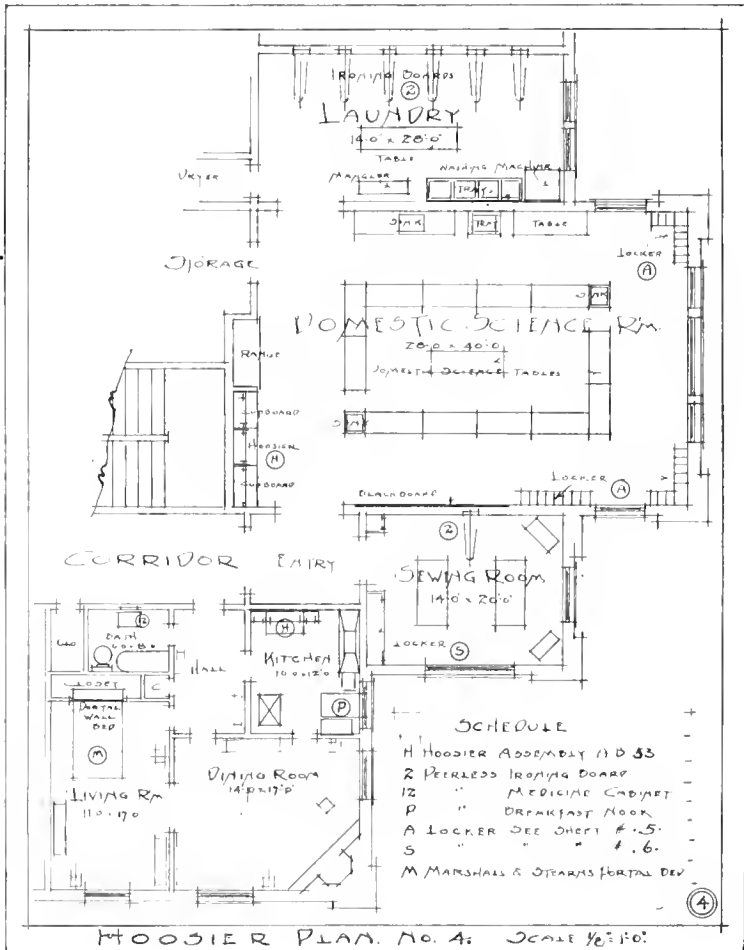 IRONING BOARDS
2
LAUNDRY
14'0" x 28'0"
TABLE
DRYER
MANGLER
WASHING MACHINE
TRAYS
SINK
TRAY
TABLE
LOCKER
A
STORAGE
SINK
DOMESTIC SCIENCE RM.
28'0 x 40'0
DOMESTIC SCIENCE TABLES
RANGE
CUPBOARD
HOOSIER
H
CUPBOARD
SINK
LOCKER
A
BLACKBOARD
2
CORRIDOR
ENTRY
SEWING ROOM
14'0" x 20'0"
LOCKER
S
BATH
H
KITCHEN
10'0 x 12'0
HALL
CLOSET
C
PORTAL
WALL
BED
P
M
DINING ROOM
14'0 x 17'0
LIVING RM
11'0 x 17'0
SCHEDULE
H HOOSIER ASSEMBLY A B 53
2 PEERLESS IRONING BOARD
12 " MEDICINE CABINET
P " BREAKFAST NOOK
A LOCKER SEE SHEET #.5.
S " " " #.6.
M MARSHALL & STEARNS PORTAL BED
4
HOOSIER PLAN. NO. 4. SCALE 1/8"=1'0"